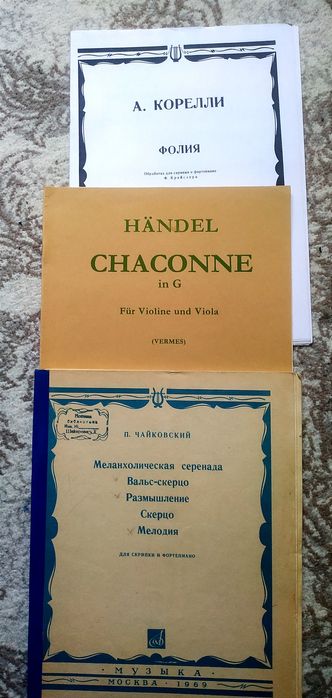 А. КОРЕЛЛИ
ФОЛИЯ
Обработка для скрипки и фортепиано
Ф. Крейслера
HÄNDEL
CHACONNE
in G
Für Violine und Viola
(VERMES)
П. ЧАЙКОВСКИЙ
Меланхолическая серенада
Вальс-скерцо
Размышление
Скерцо
Мелодия
ДЛЯ СКРИПКИ И ФОРТЕПИАНО
МУЗЫКА
МОСКВА • 1969